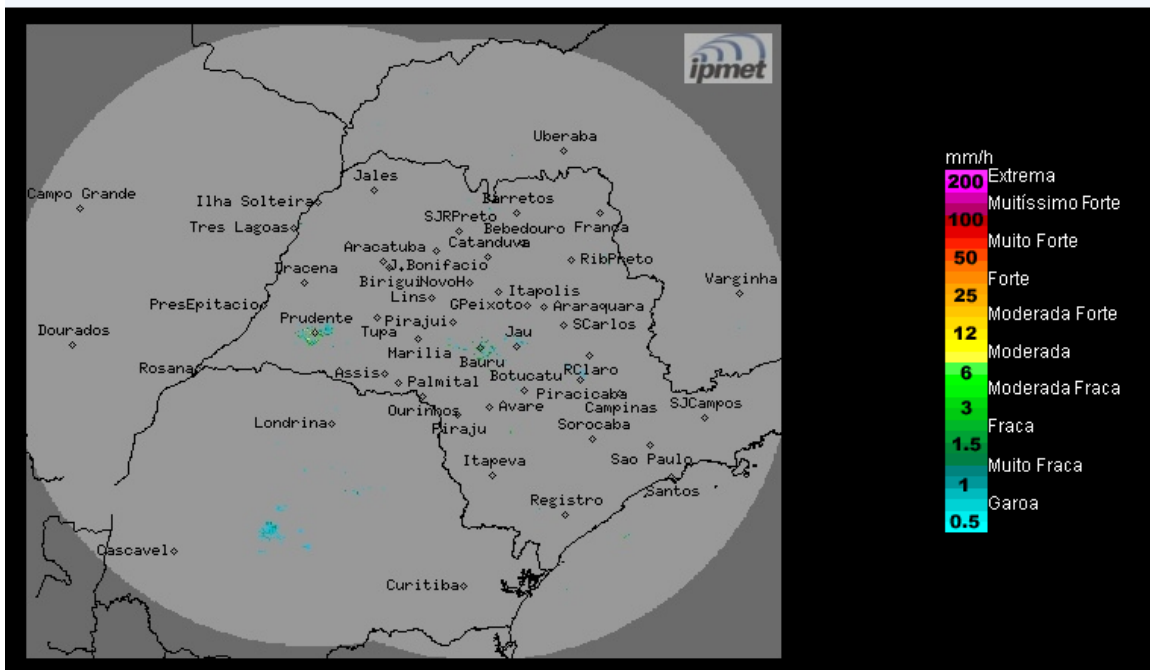 ipmet
Uberaba
Jales
Campo Grande
Ilha Solteira
Barretos
SJRPreto
Tres Lagoas
Bebedouro
Franca
Aracatuba
Catanduva
J.Bonifacio
RibPreto
Dracena
Varginha
Birigui
NovoH
Itapolis
PresEpitacio
Lins
GPeixoto
Araraquara
Prudente
Pirajui
Dourados
Tupa
Jau
SCarlos
Marilia
Bauru
Rosana
Assis
Botucatu
RClaro
Palmital
Piracicaba
Ourinhos
Avare
Campinas
SJCampos
Londrina
Piraju
Sorocaba
Itapeva
Sao Paulo
Santos
Registro
Cascavel
Curitiba
mm/h
200 Extrema
Muitíssimo Forte
100
Muito Forte
50
Forte
25
Moderada Forte
12
Moderada
6
Moderada Fraca
3
Fraca
1.5
Muito Fraca
1
Garoa
0.5